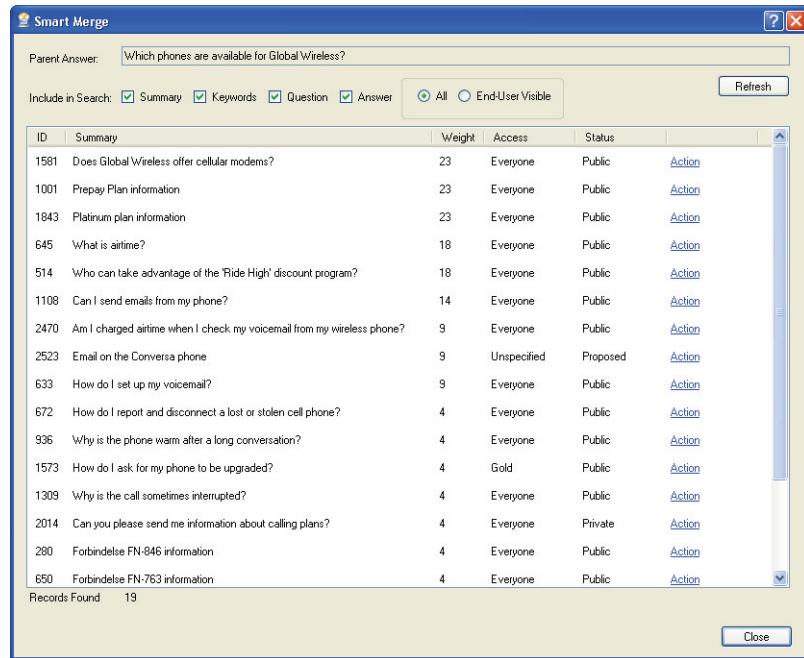 Smart Merge
Parent Answer: Which phones are available for Global Wireless?
Include in Search: Summary Keywords Question Answer All End-User Visible Refresh
ID Summary Weight Access Status
1581 Does Global Wireless offer cellular modems? 23 Everyone Public Action
1001 Prepay Plan information 23 Everyone Public Action
1843 Platinum plan information 23 Everyone Public Action
645 What is airtime? 18 Everyone Public Action
514 Who can take advantage of the 'Ride High' discount program? 18 Everyone Public Action
1108 Can I send emails from my phone? 14 Everyone Public Action
2470 Am I charged airtime when I check my voicemail from my wireless phone? 9 Everyone Public Action
2523 Email on the Conversa phone 9 Unspecified Proposed Action
633 How do I set up my voicemail? 9 Everyone Public Action
672 How do I report and disconnect a lost or stolen cell phone? 4 Everyone Public Action
936 Why is the phone warm after a long conversation? 4 Everyone Public Action
1573 How do I ask for my phone to be upgraded? 4 Gold Public Action
1309 Why is the call sometimes interrupted? 4 Everyone Public Action
2014 Can you please send me information about calling plans? 4 Everyone Private Action
280 Forbindelse FN-846 information 4 Everyone Public Action
650 Forbindelse FN-763 information 4 Everyone Public Action
Records Found 19
Close